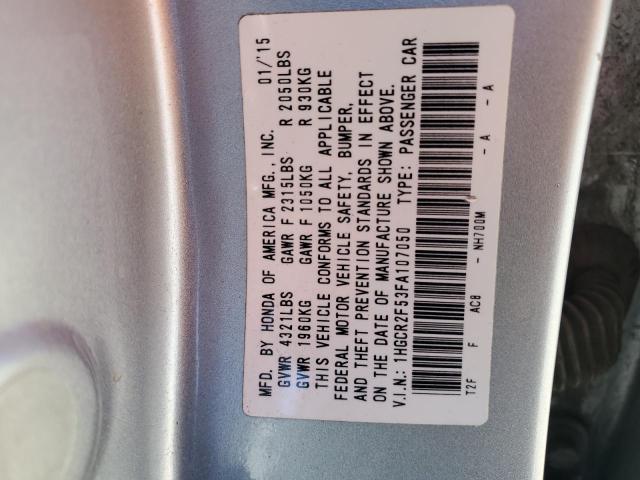 MFD. BY HONDA OF AMERICA MFG., INC. 01/'15
GVWR 4321LBS GAWR F 2315LBS R 2050LBS
GVWR 1960KG GAWR F 1050KG R 930KG
THIS VEHICLE CONFORMS TO ALL APPLICABLE
FEDERAL MOTOR VEHICLE SAFETY, BUMPER,
AND THEFT PREVENTION STANDARDS IN EFFECT
ON THE DATE OF MANUFACTURE SHOWN ABOVE.
V.I.N.: 1HGCR2F53FA107050 TYPE: PASSENGER CAR
T2F F AC8 - NH700M - A - A